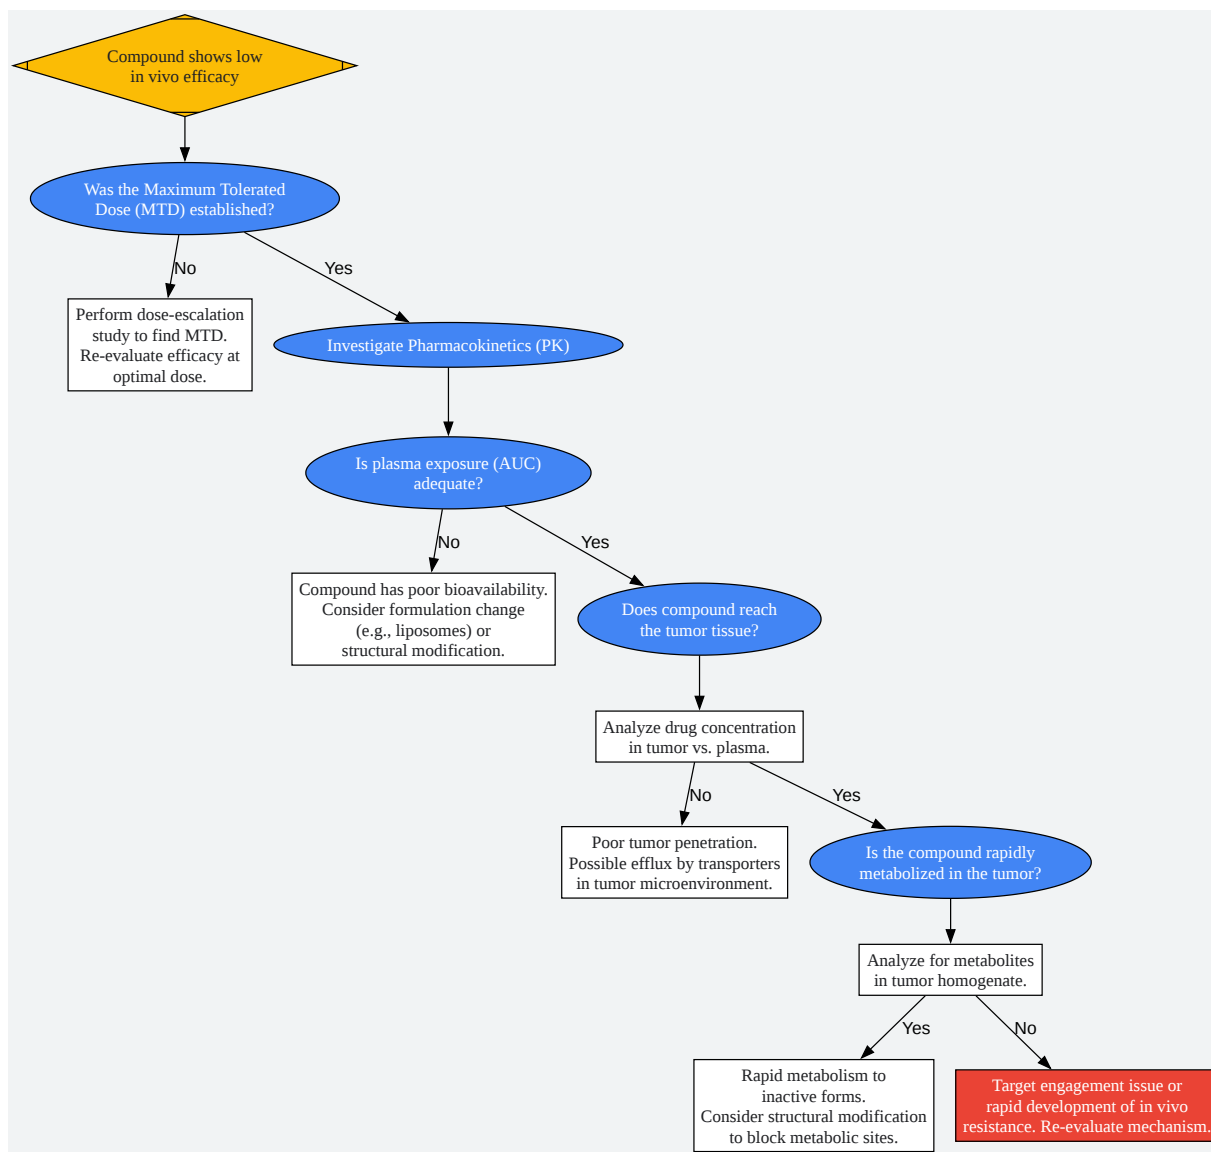 Compound shows low
in vivo efficacy
Was the Maximum Tolerated
Dose (MTD) established?
No
Yes
Perform dose-escalation
study to find MTD.
Re-evaluate efficacy at
optimal dose.
Investigate Pharmacokinetics (PK)
Is plasma exposure (AUC)
adequate?
No
Yes
Compound has poor bioavailability.
Consider formulation change
(e.g., liposomes) or
structural modification.
Does compound reach
the tumor tissue?
Analyze drug concentration
in tumor vs. plasma.
No
Yes
Poor tumor penetration.
Possible efflux by transporters
in tumor microenvironment.
Is the compound rapidly
metabolized in the tumor?
Analyze for metabolites
in tumor homogenate.
Yes
No
Rapid metabolism to
inactive forms.
Consider structural modification
to block metabolic sites.
Target engagement issue or
rapid development of in vivo
resistance. Re-evaluate mechanism.